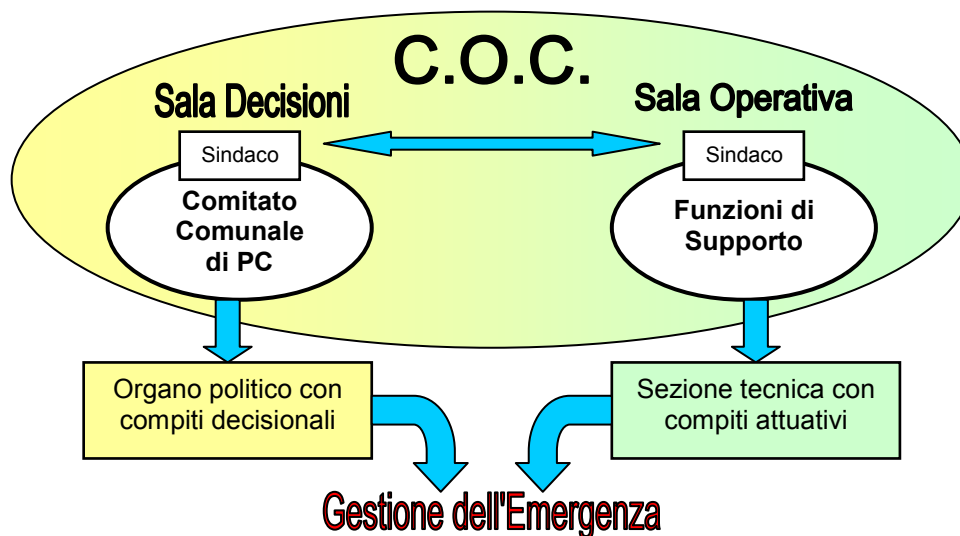 C.O.C.
Sala Decisioni
Sala Operativa
Sindaco
Sindaco
Comitato
Comunale
di PC
Funzioni di
Supporto
Organo politico con
compiti decisionali
Sezione tecnica con
compiti attuativi
Gestione dell'Emergenza